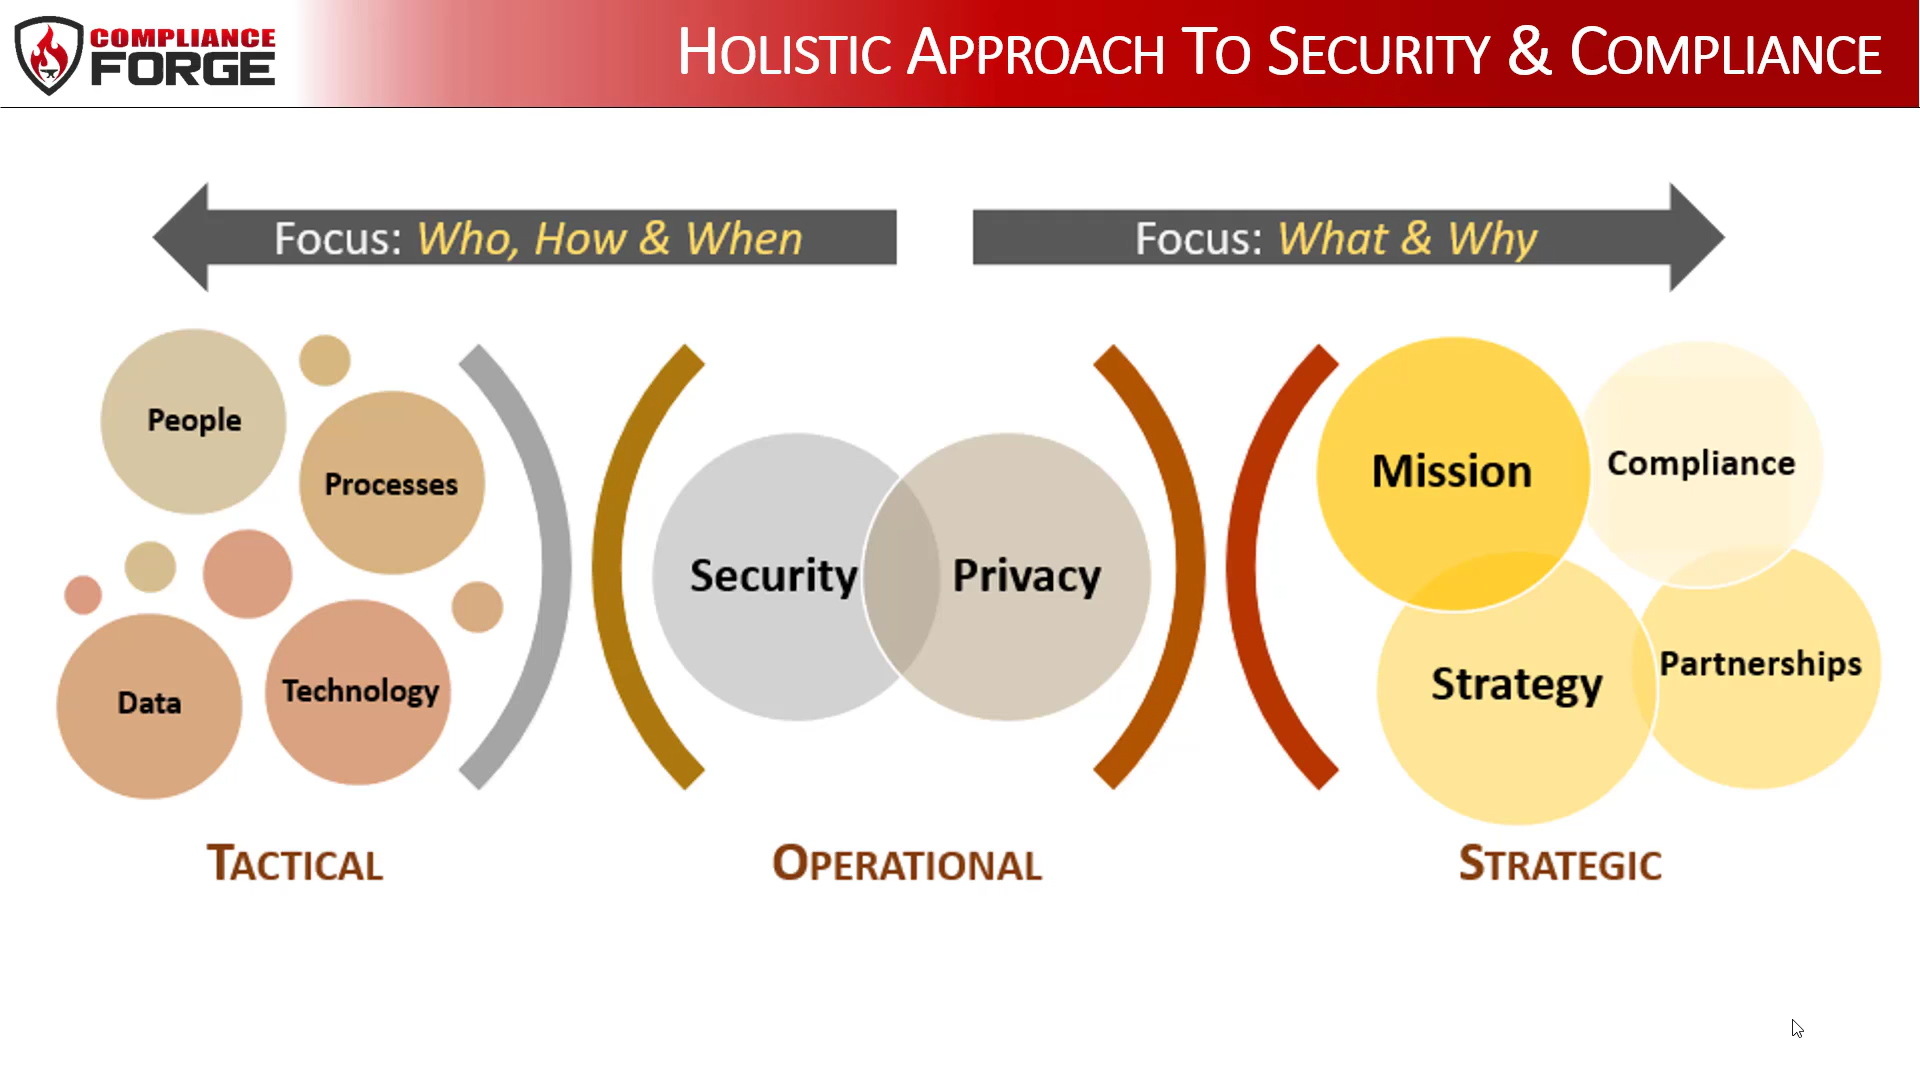 COMPLIANCE
FORGE
HOLISTIC APPROACH TO SECURITY & COMPLIANCE
Focus: Who, How & When
Focus: What & Why
People
Processes
Data
Technology
Security
Privacy
Mission
Compliance
Strategy
Partnerships
TACTICAL
OPERATIONAL
STRATEGIC